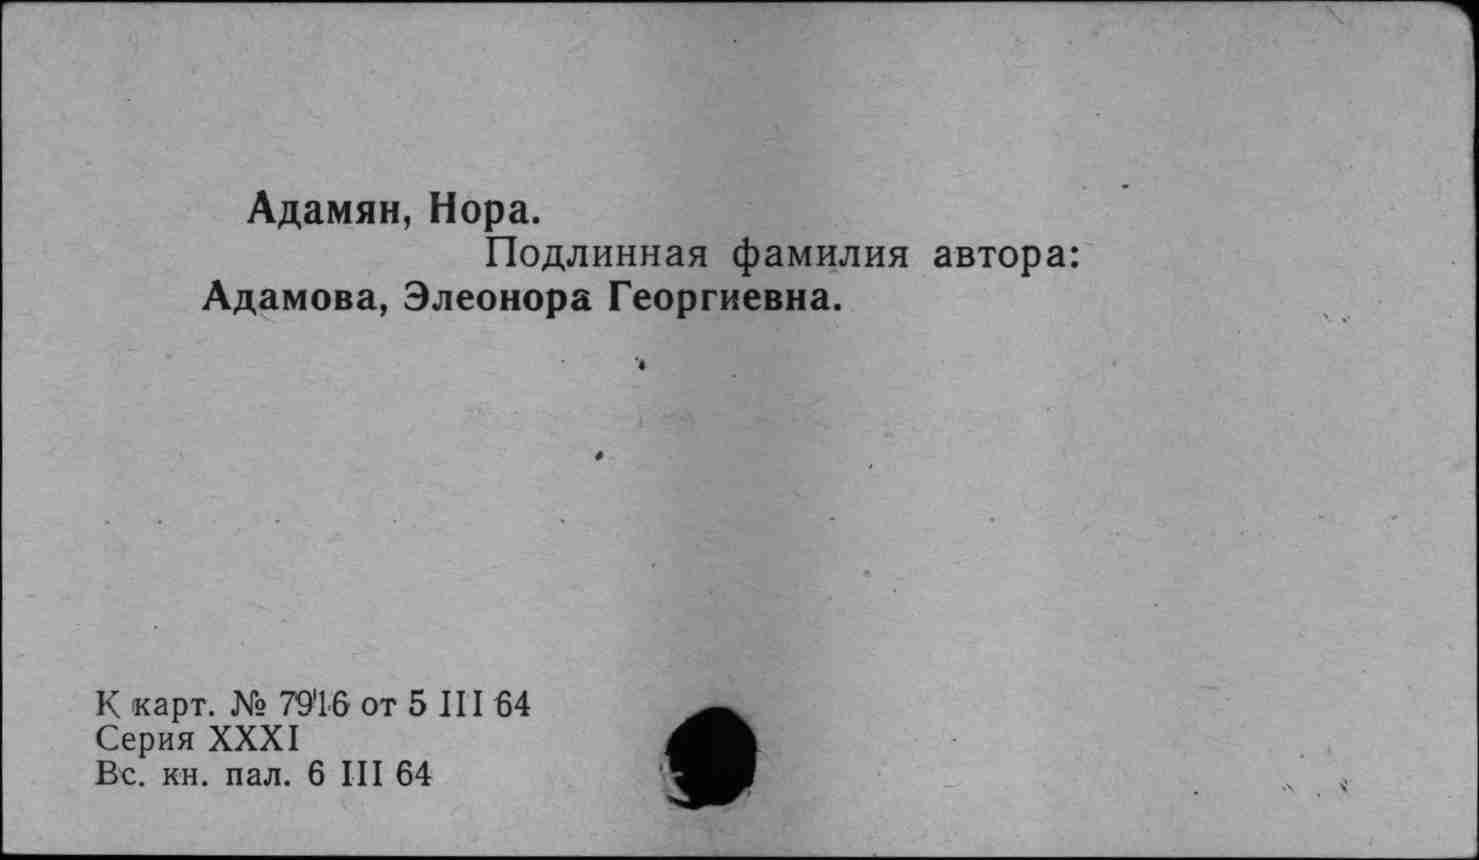 Адамян, Нора.
Подлинная фамилия автора:
Адамова, Элеонора Георгиевна.
К карт. № 7916 от 5 III 64
Серия XXXI
Вс. кн. пал. 6 III 64